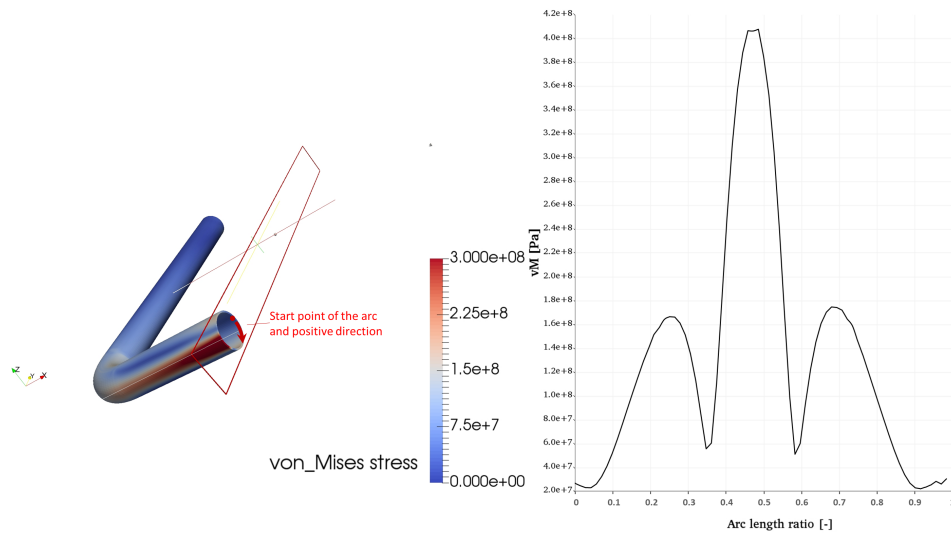 Start point of the arc
and positive direction
3.000e+08
2.25e+8
1.5e+8
7.5e+7
0.000e+00
von_Mises stress
Z
Y
X
4.2e+8
4.0e+8
3.8e+8
3.6e+8
3.4e+8
3.2e+8
3.0e+8
2.8e+8
2.6e+8
2.4e+8
2.2e+8
2.0e+8
1.8e+8
1.6e+8
1.4e+8
1.2e+8
1.0e+8
8.0e+7
6.0e+7
4.0e+7
2.0e+7
vM [Pa]
0 0.1 0.2 0.3 0.4 0.5 0.6 0.7 0.8 0.9
Arc length ratio [-]